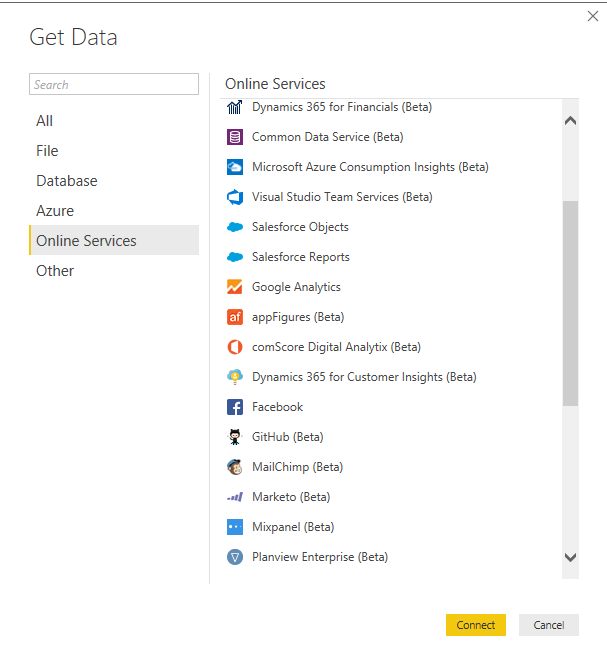 Get Data
Search
All
File
Database
Azure
Online Services
Other
Online Services
Dynamics 365 for Financials (Beta)
Common Data Service (Beta)
Microsoft Azure Consumption Insights (Beta)
Visual Studio Team Services (Beta)
Salesforce Objects
Salesforce Reports
Google Analytics
af appFigures (Beta)
comScore Digital Analytix (Beta)
Dynamics 365 for Customer Insights (Beta)
Facebook
GitHub (Beta)
MailChimp (Beta)
Marketo (Beta)
Mixpanel (Beta)
Planview Enterprise (Beta)
Connect
Cancel